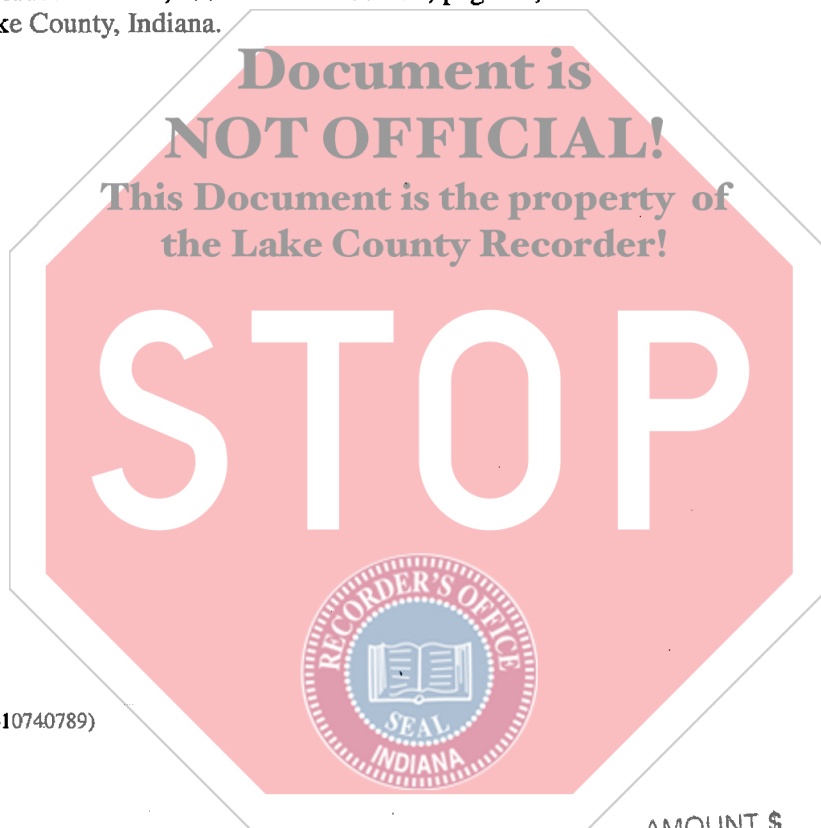 ke County, Indiana.
Document is
NOT OFFICIAL!
This Document is the property of
the Lake County Recorder!
STOP
RECORDER'S OFFICE
SEAL
INDIANA
10740789)
AMOUNT $